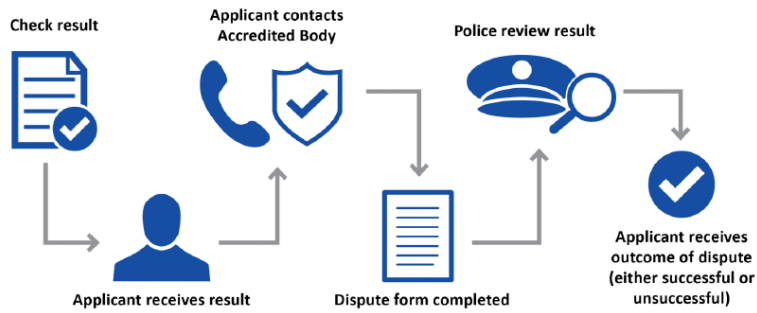 Check result
Applicant receives result
Applicant contacts
Accredited Body
Dispute form completed
Police review result
Applicant receives
outcome of dispute
(either successful or
unsuccessful)